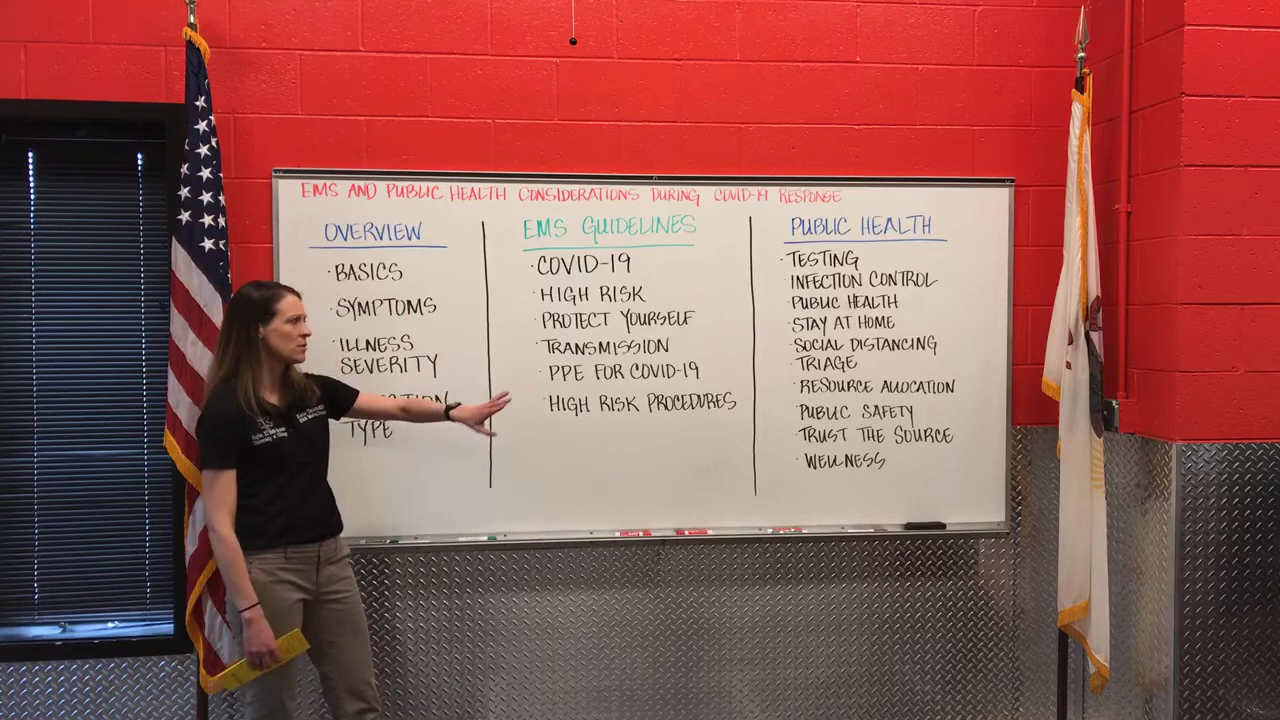 EMS AND PUBLIC HEALTH CONSIDERATIONS DURING COVID-19 RESPONSE
OVERVIEW
· BASICS
· SYMPTOMS
· ILLNESS
SEVERITY
TYPE
EMS GUIDELINES
· COVID-19
· HIGH RISK
· PROTECT YOURSELF
· TRANSMISSION
· PPE FOR COVID-19
· HIGH RISK PROCEDURES
PUBLIC HEALTH
· TESTING
· INFECTION CONTROL
· PUBLIC HEALTH
· STAY AT HOME
· SOCIAL DISTANCING
· TRIAGE
· RESOURCE ALLOCATION
· PUBLIC SAFETY
· TRUST THE SOURCE
· WELLNESS